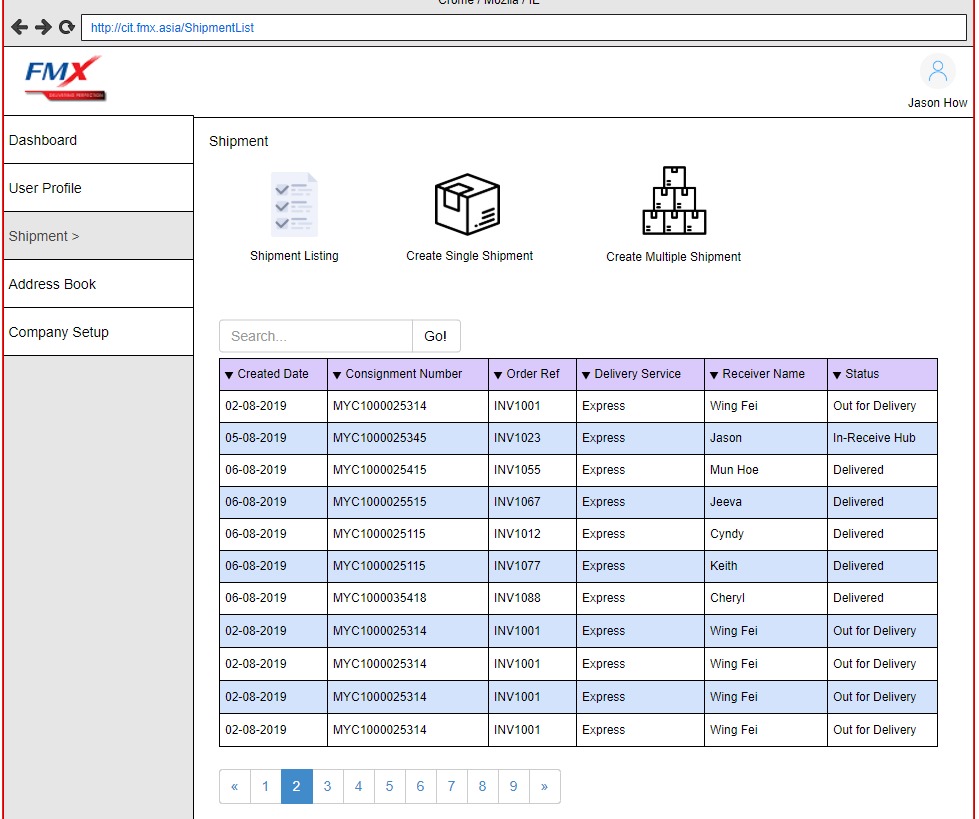 Crome / Mozila / IE
http://cit.fmx.asia/ShipmentList
FMX
DELIVERING PERFECTION
Jason How
Dashboard
User Profile
Shipment >
Address Book
Company Setup
Shipment
Shipment Listing
Create Single Shipment
Create Multiple Shipment
Search... Go!
▼ Created Date ▼ Consignment Number ▼ Order Ref ▼ Delivery Service ▼ Receiver Name ▼ Status
02-08-2019 MYC1000025314 INV1001 Express Wing Fei Out for Delivery
05-08-2019 MYC1000025345 INV1023 Express Jason In-Receive Hub
06-08-2019 MYC1000025415 INV1055 Express Mun Hoe Delivered
06-08-2019 MYC1000025515 INV1067 Express Jeeva Delivered
06-08-2019 MYC1000025115 INV1012 Express Cyndy Delivered
06-08-2019 MYC1000025115 INV1077 Express Keith Delivered
06-08-2019 MYC1000035418 INV1088 Express Cheryl Delivered
02-08-2019 MYC1000025314 INV1001 Express Wing Fei Out for Delivery
02-08-2019 MYC1000025314 INV1001 Express Wing Fei Out for Delivery
02-08-2019 MYC1000025314 INV1001 Express Wing Fei Out for Delivery
02-08-2019 MYC1000025314 INV1001 Express Wing Fei Out for Delivery
« 1 2 3 4 5 6 7 8 9 »